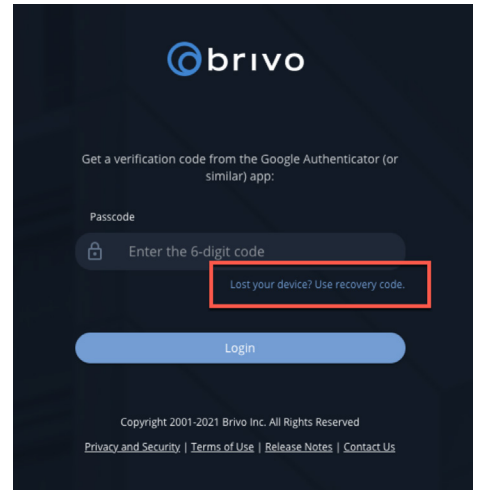 brivo
Get a verification code from the Google Authenticator (or
similar) app:
Passcode
Enter the 6-digit code
Lost your device? Use recovery code.
Login
Copyright 2001-2021 Brivo Inc. All Rights Reserved
Privacy and Security | Terms of Use | Release Notes | Contact Us